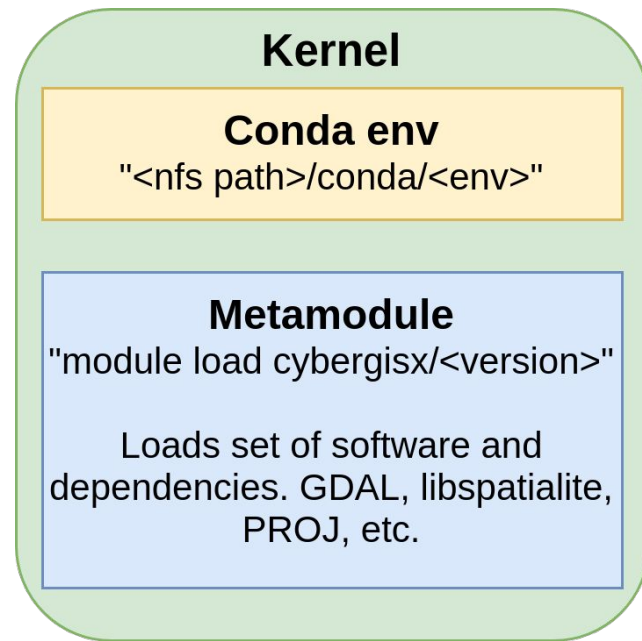 Kernel
Conda env
"<nfs path>/conda/<env>"
Metamodule
"module load cybergisx/<version>"
Loads set of software and
dependencies. GDAL, libspatialite,
PROJ, etc.